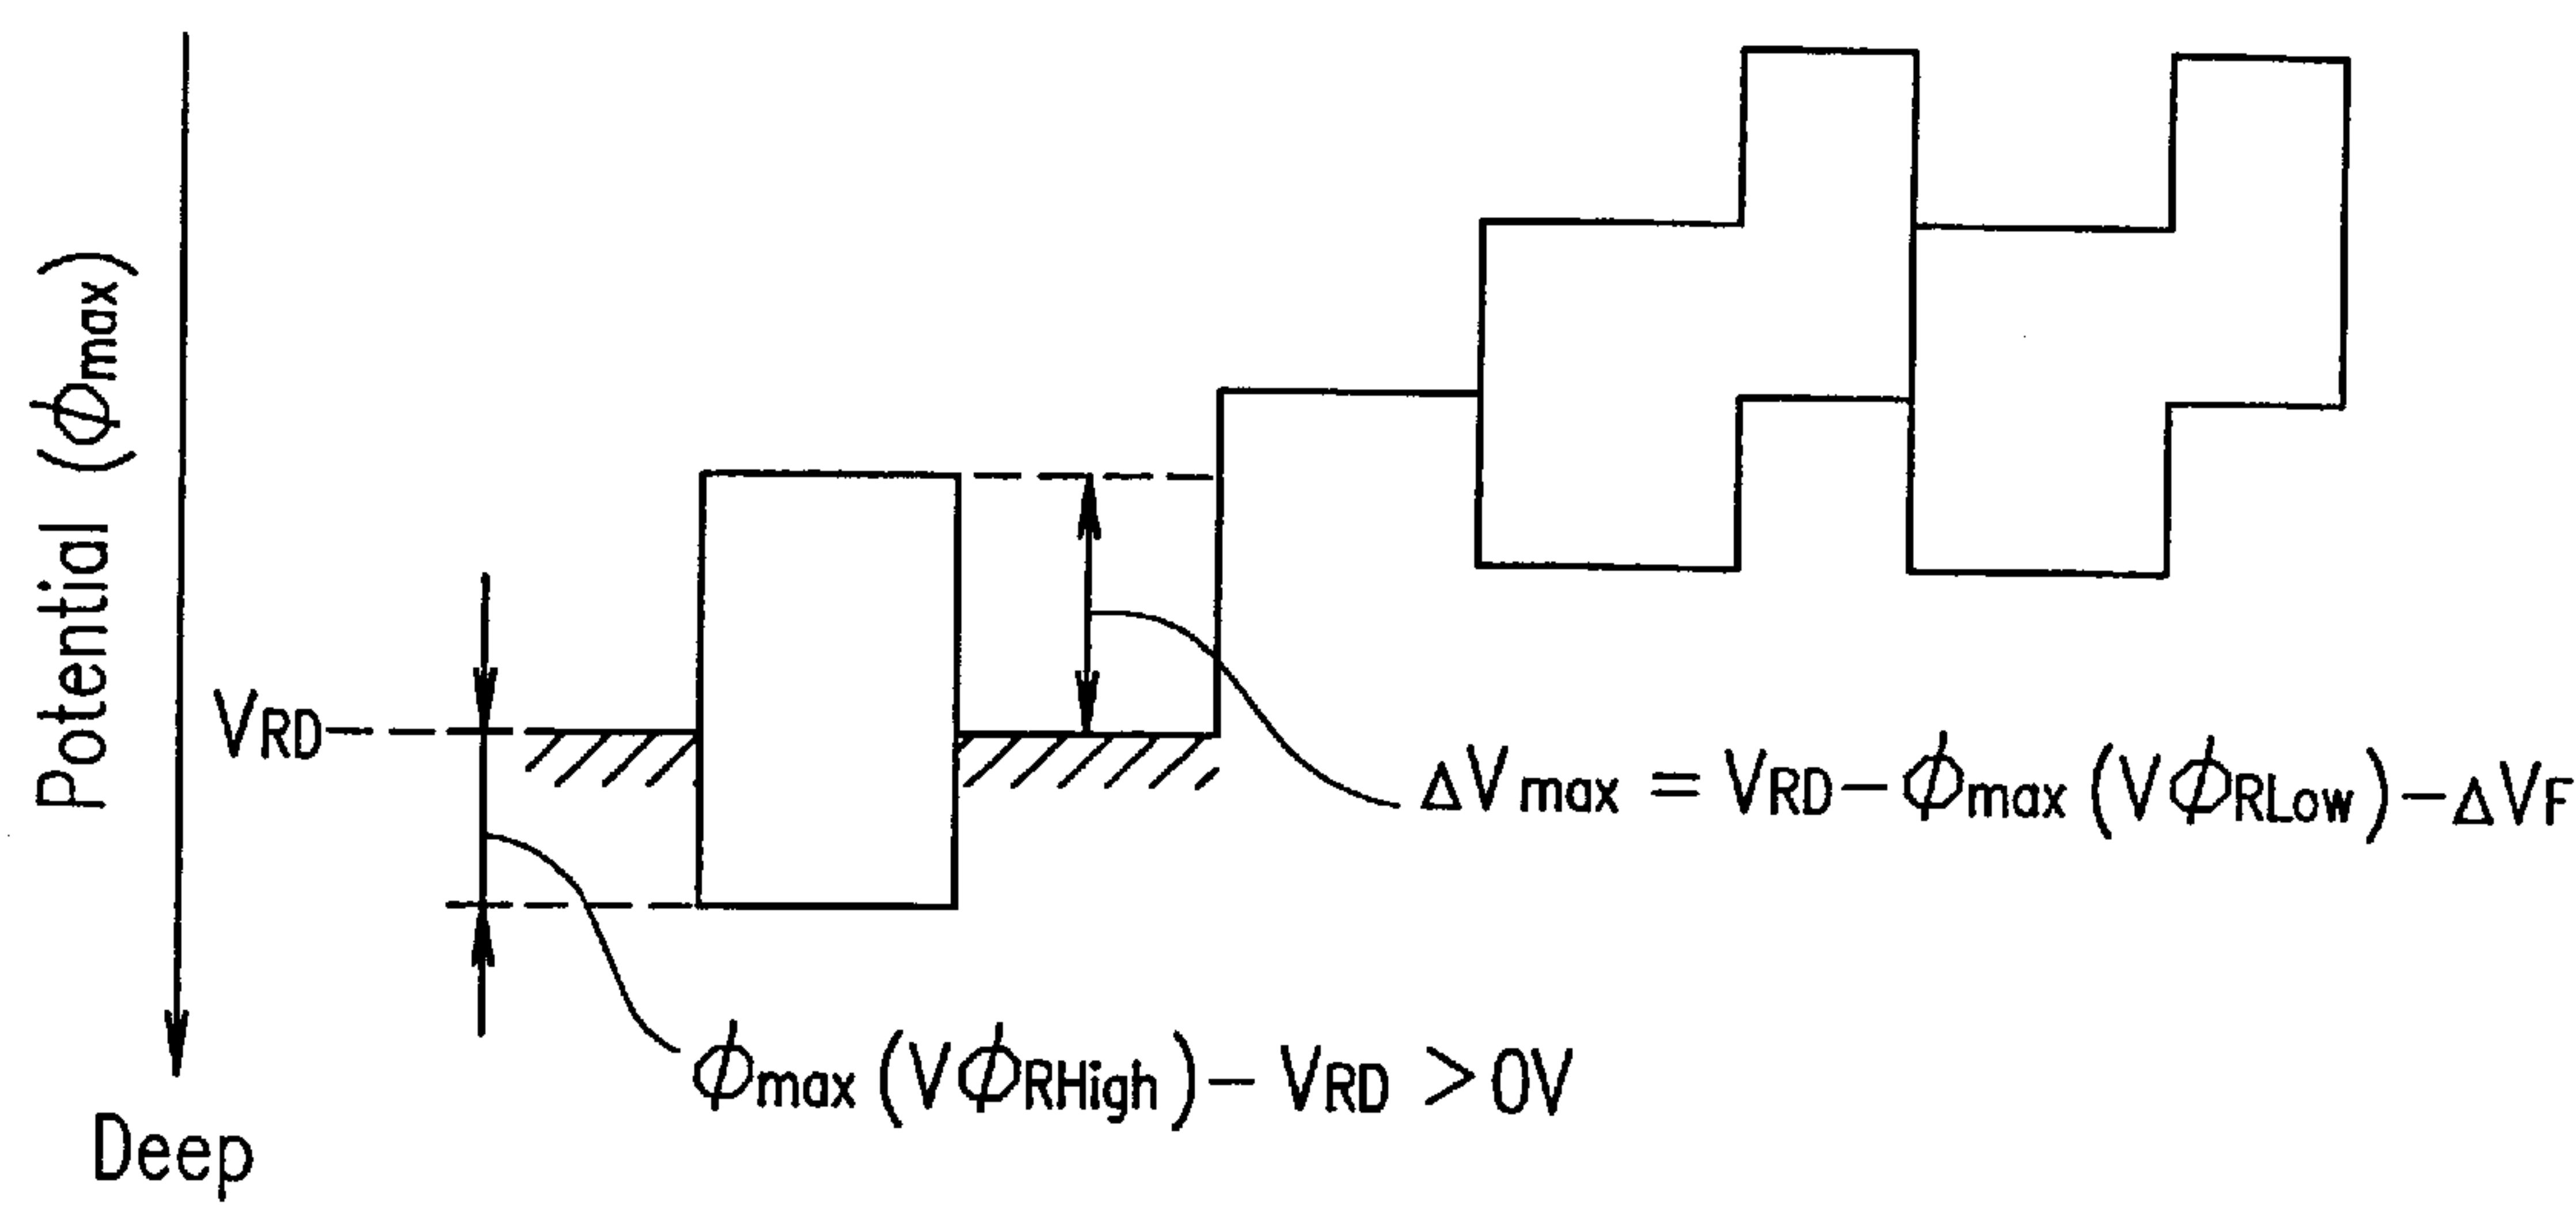 Potential (ϕmax)
VRD
ΔVmax = VRD−ϕmax (VϕRLow)−ΔVF
ϕmax (VϕRHigh)− VRD > 0V
Deep